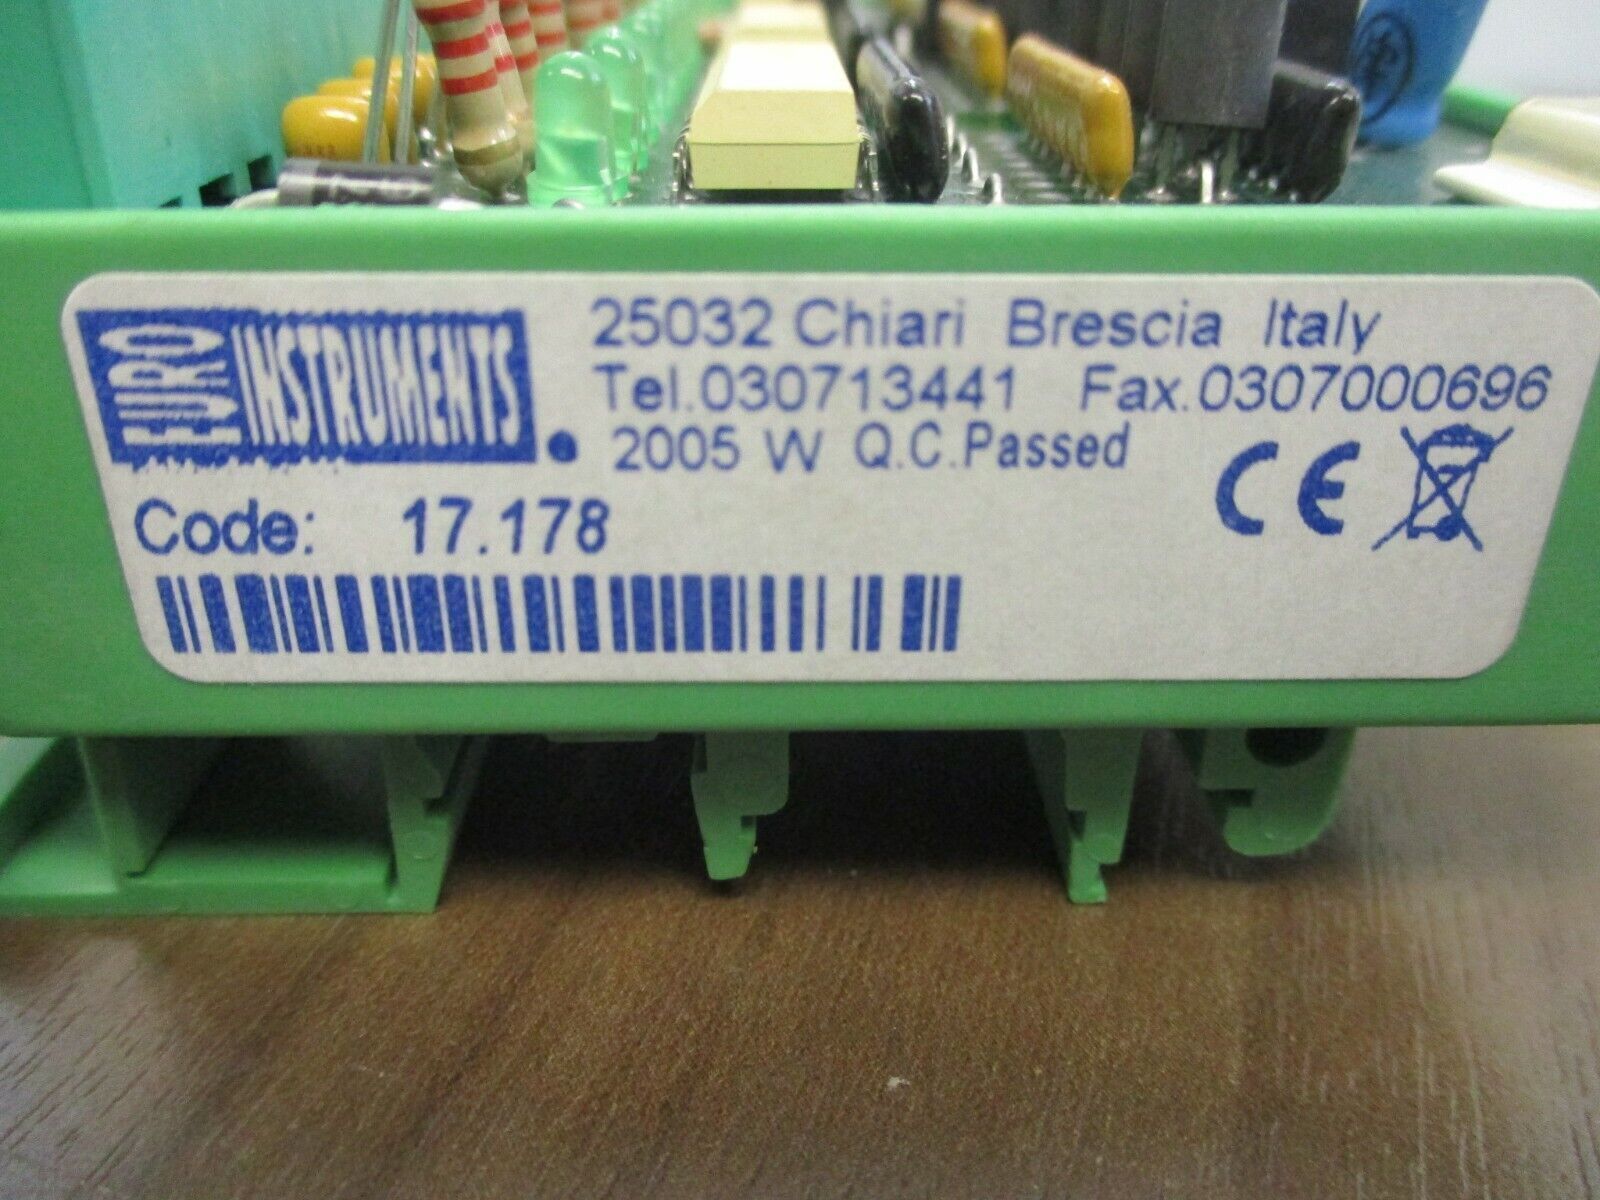 EURO INSTRUMENTS.
25032 Chiari Brescia Italy
Tel.030713441 Fax.0307000696
2005 W Q.C.Passed
CE
Code: 17.178